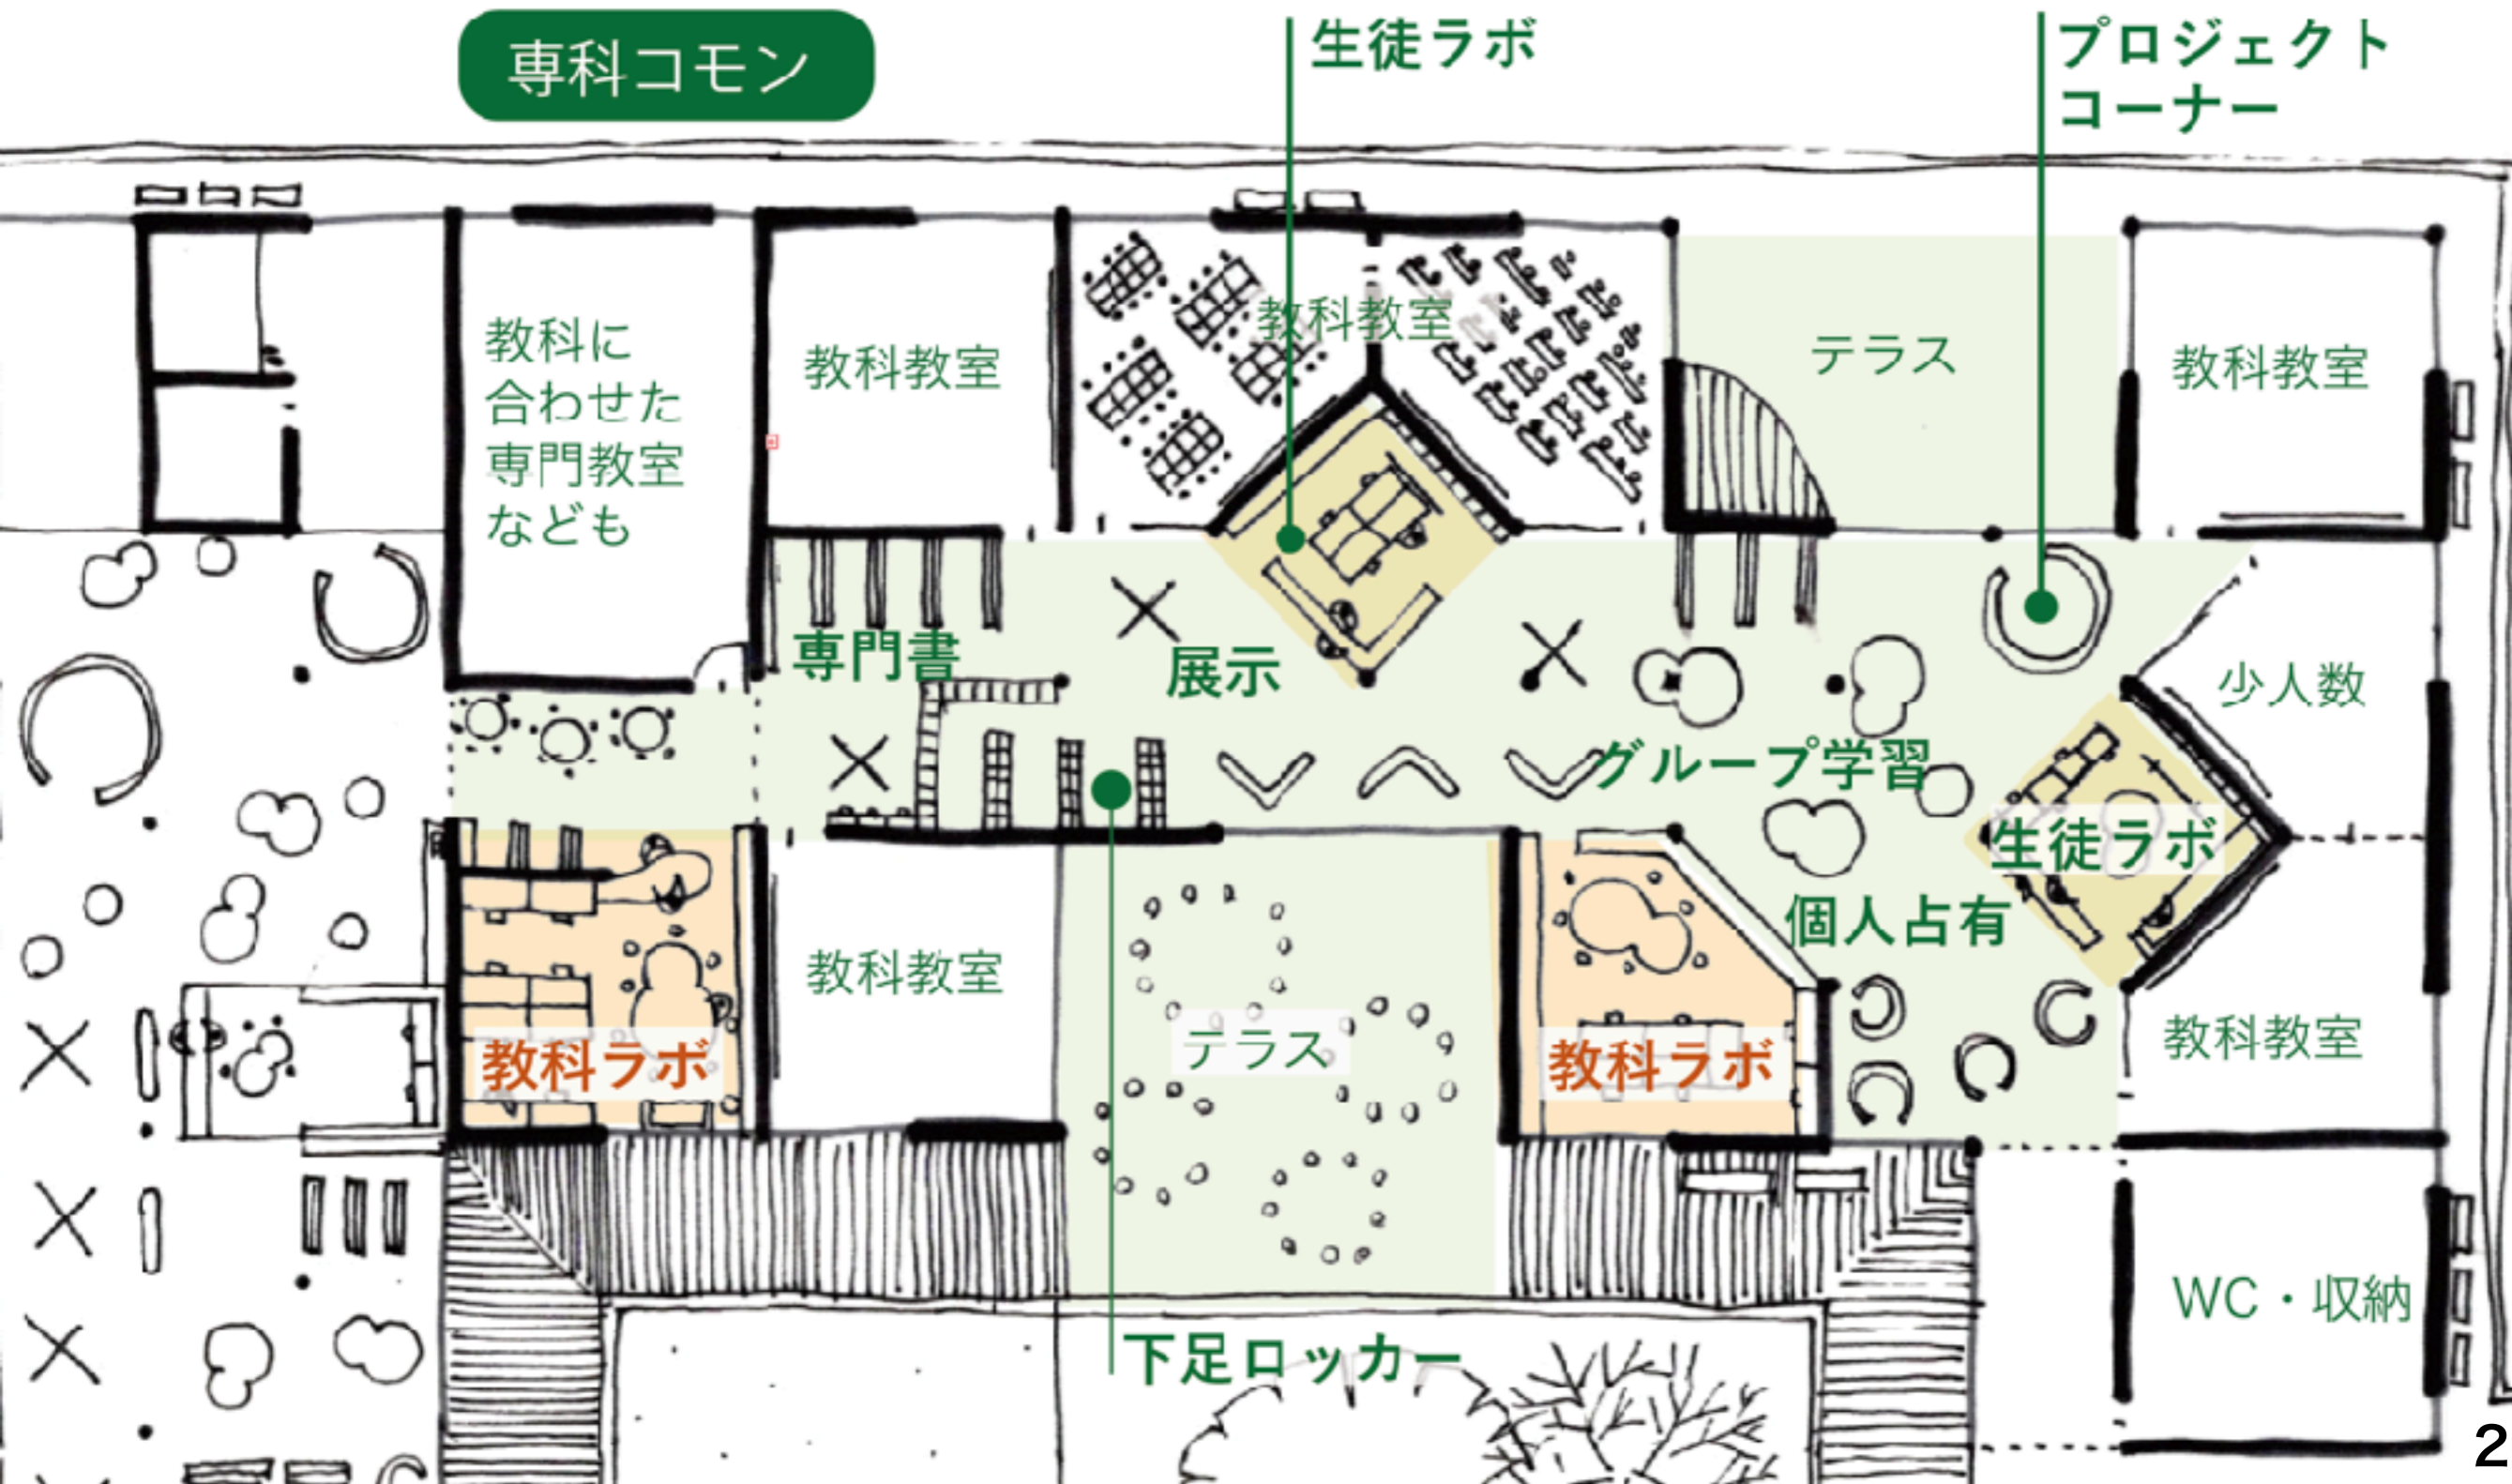 専科コモン
生徒ラボ
プロジェクト
コーナー
教科に
合わせた
専門教室
なども
教科教室
教科教室
テラス
教科教室
専門書
展示
グループ学習
少人数
生徒ラボ
個人占有
教科教室
教科ラボ
テラス
教科ラボ
教科教室
WC・収納
下足ロッカー
2